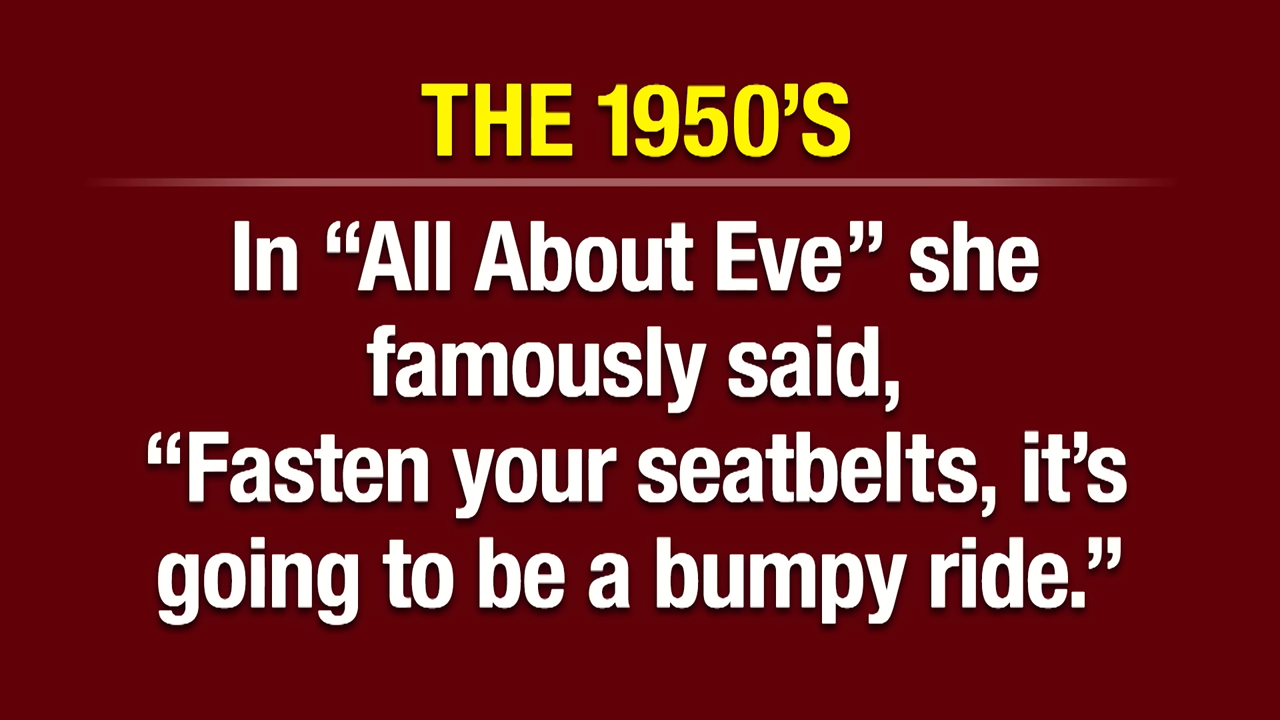 THE 1950’S
In “All About Eve” she
famously said,
“Fasten your seatbelts, it’s
going to be a bumpy ride.”